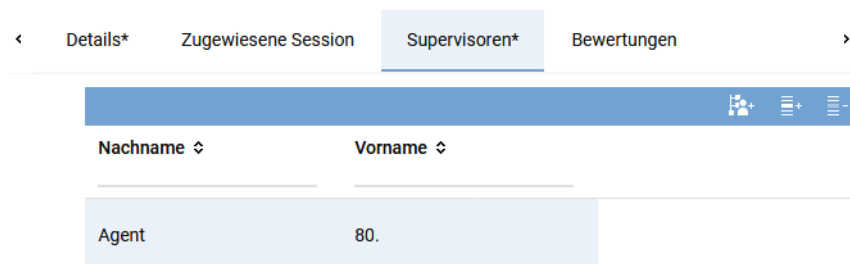 Details* Zugewiesene Session Supervisoren* Bewertungen
Nachname Vorname
Agent 80.